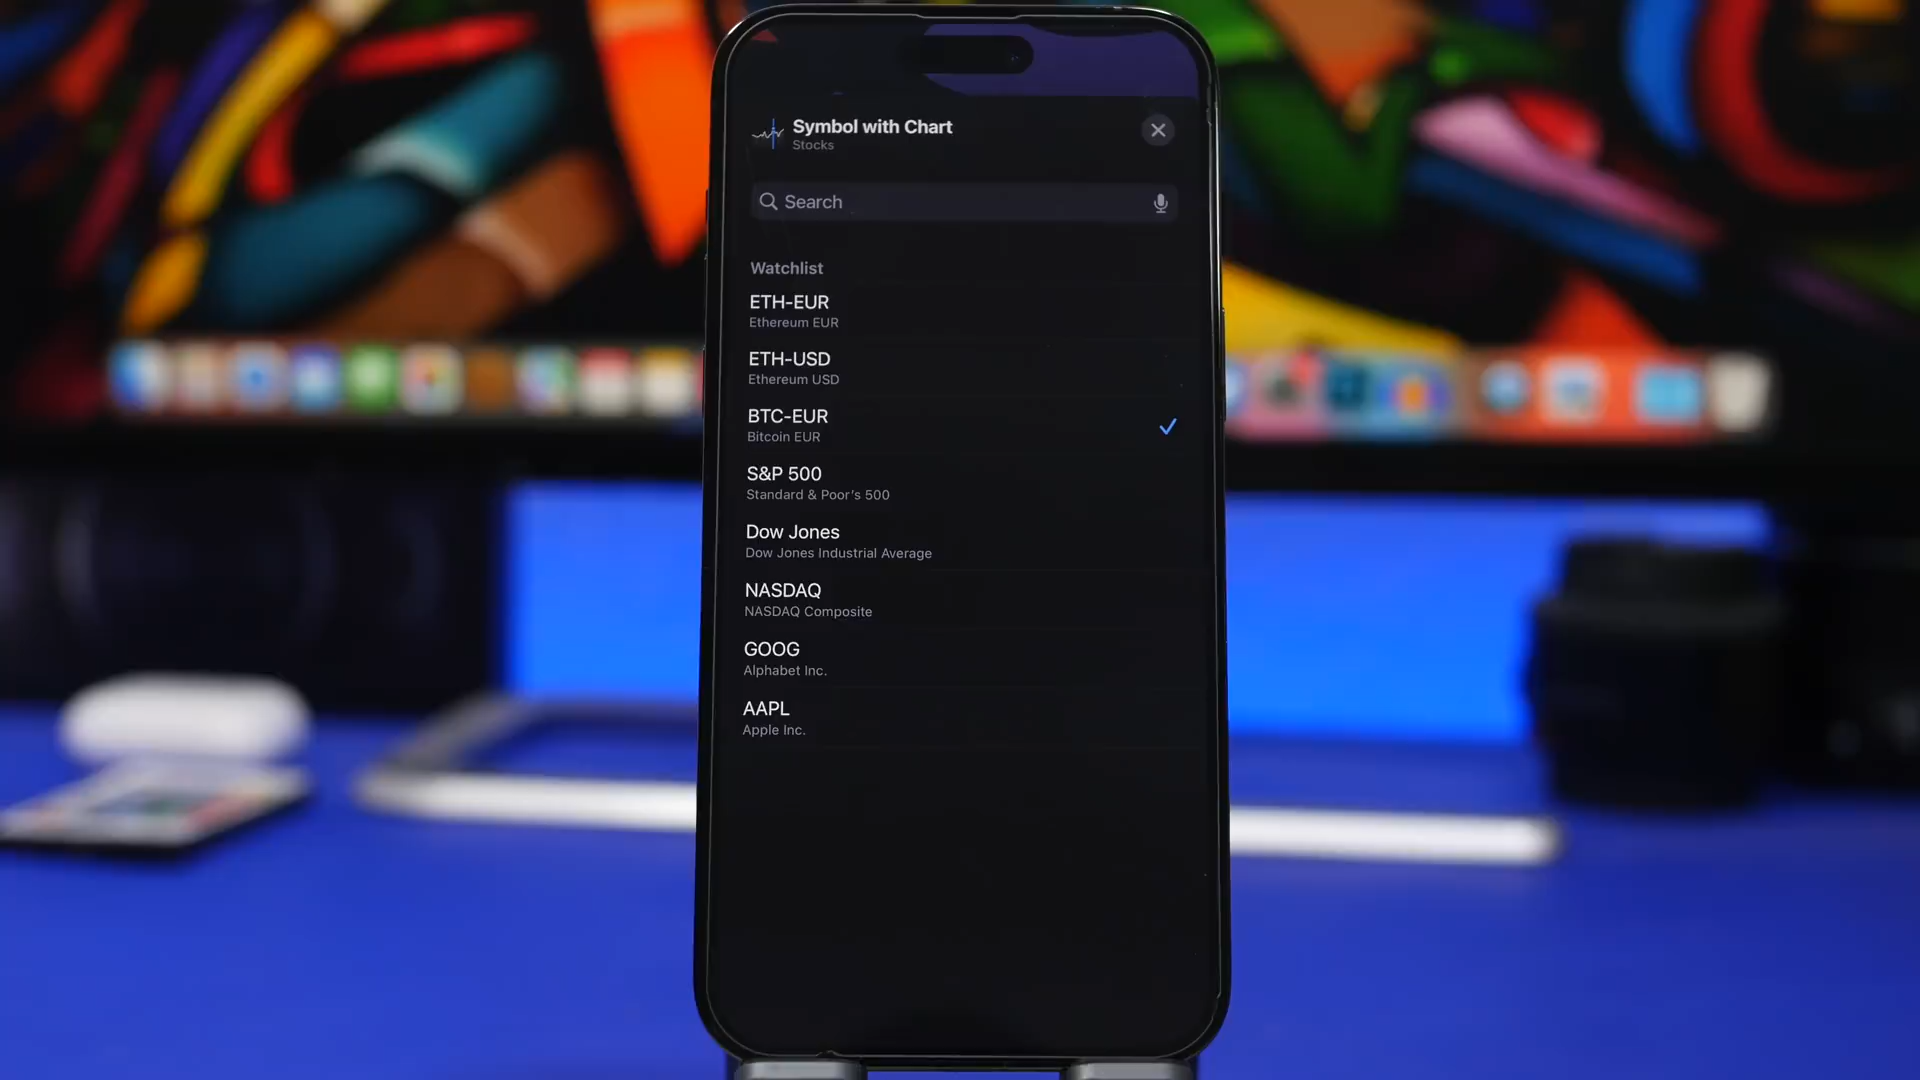 Symbol with Chart
Stocks
Search
Watchlist
ETH-EUR
Ethereum EUR
ETH-USD
Ethereum USD
BTC-EUR
Bitcoin EUR
S&P 500
Standard & Poor's 500
Dow Jones
Dow Jones Industrial Average
NASDAQ
NASDAQ Composite
GOOG
Alphabet Inc.
AAPL
Apple Inc.